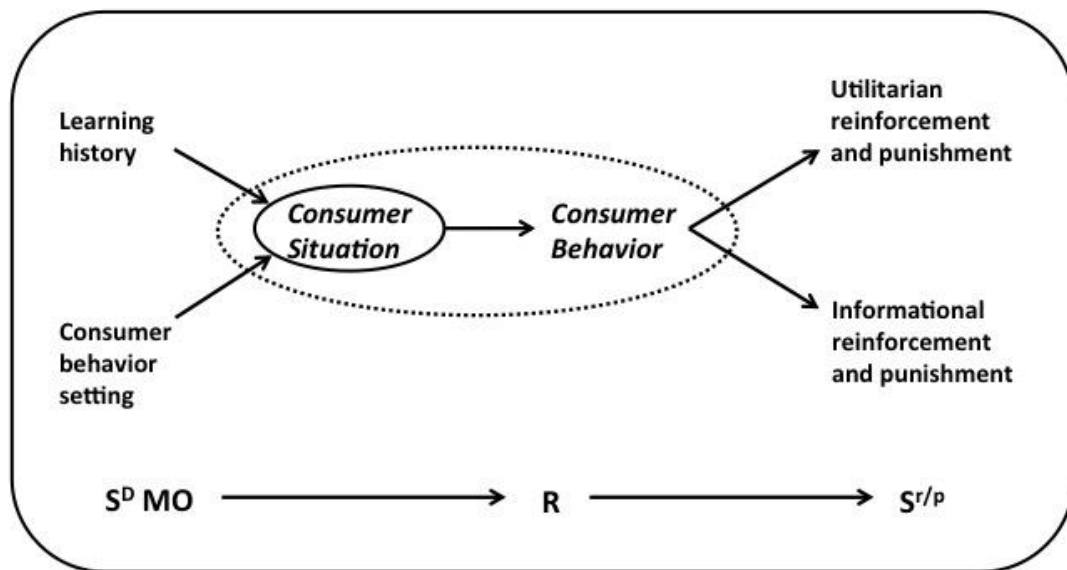 Learning
history
Consumer
behavior
setting
Consumer
Situation
Consumer
Behavior
Utilitarian
reinforcement
and punishment
Informational
reinforcement
and punishment
S^D MO
R
S^r/p